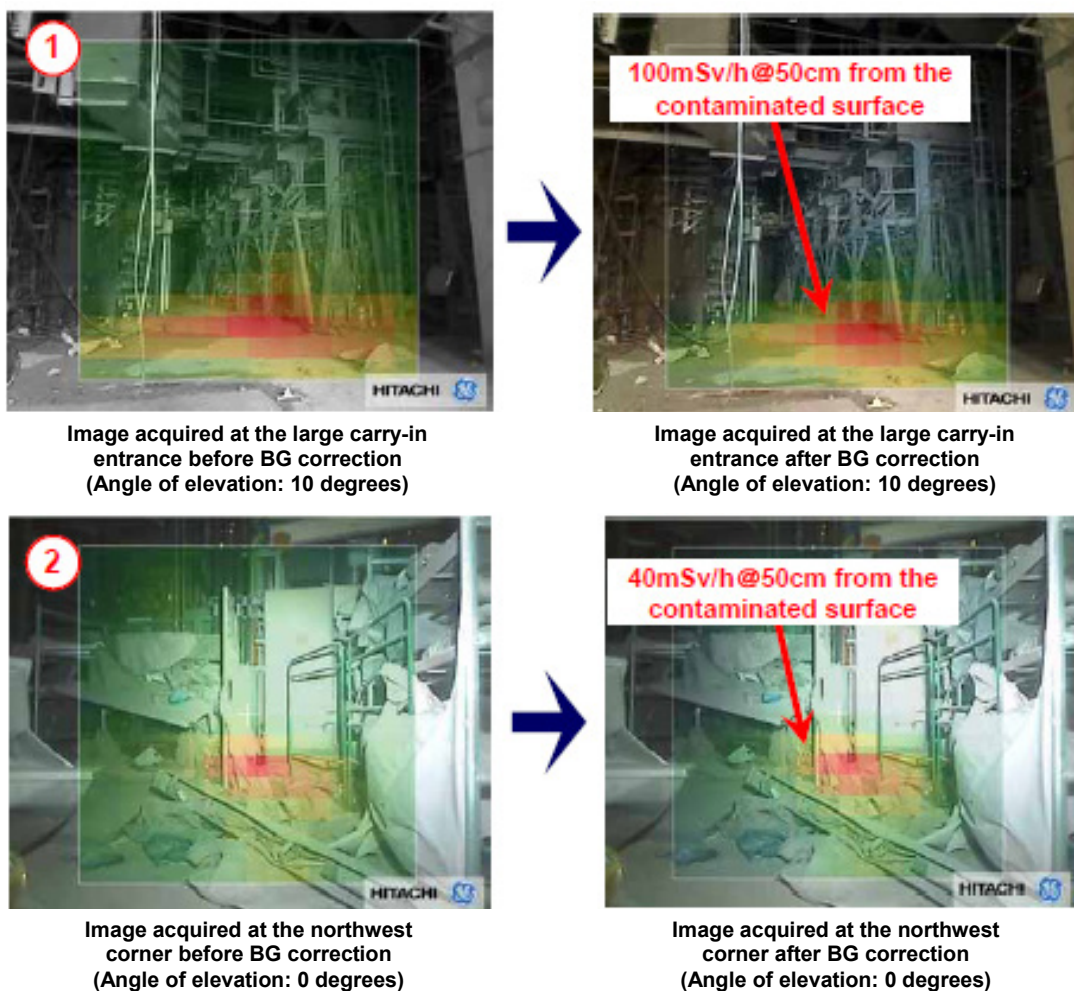 1
100mSv/h@50cm from the
contaminated surface
HITACHI
HITACHI
Image acquired at the large carry-in
entrance before BG correction
(Angle of elevation: 10 degrees)
Image acquired at the large carry-in
entrance after BG correction
(Angle of elevation: 10 degrees)
2
40mSv/h@50cm from the
contaminated surface
HITACHI
HITACHI
Image acquired at the northwest
corner before BG correction
(Angle of elevation: 0 degrees)
Image acquired at the northwest
corner after BG correction
(Angle of elevation: 0 degrees)